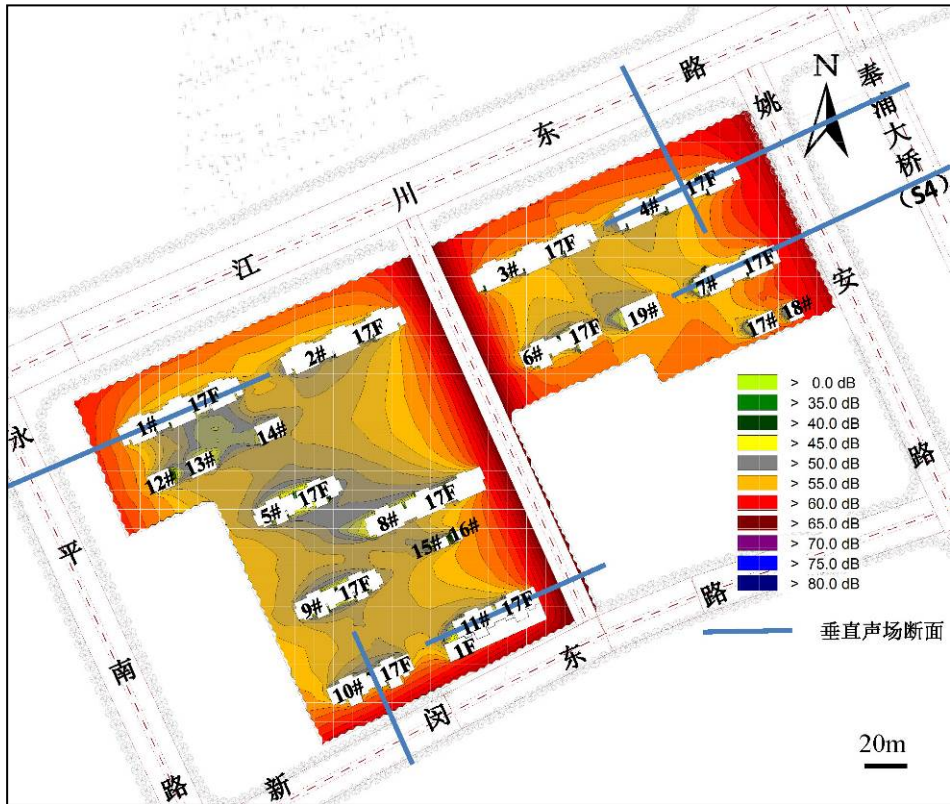 江川东路
N
奉浦大桥
(S4)
姚安路
4# 17F
3# 17F
7# 17F
19#
17# 18#
6# 17F
2# 17F
1# 17F
14#
13#
12#
5# 17F
8# 17F
15# 16#
9# 17F
11# 17F
1F
10# 17F
永平南路
新闵东路
> 0.0 dB
> 35.0 dB
> 40.0 dB
> 45.0 dB
> 50.0 dB
> 55.0 dB
> 60.0 dB
> 65.0 dB
> 70.0 dB
> 75.0 dB
> 80.0 dB
垂直声场断面
20m